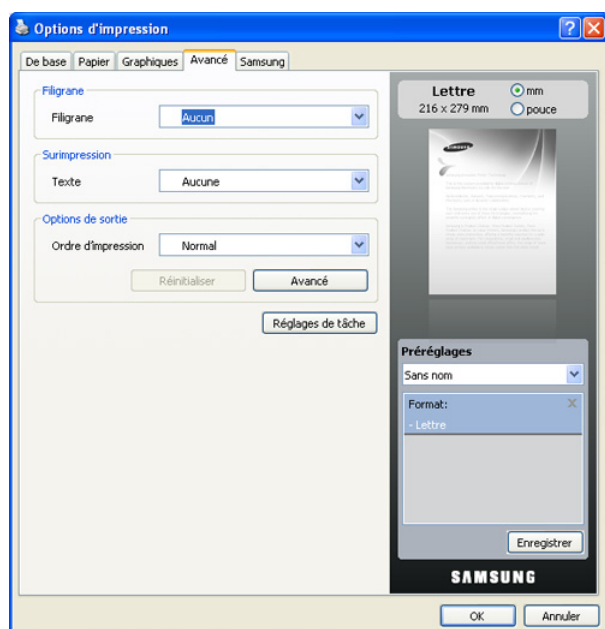 Options d'impression
De base Papier Graphiques Avancé Samsung
Filigrane
Filigrane Aucun
Surimpression
Texte Aucune
Options de sortie
Ordre d'impression Normal
Réinitialiser Avancé
Réglages de tâche
Lettre
216 x 279 mm
mm
pouce
SAMSUNG
Préréglages
Sans nom
Format:
- Lettre
Enregistrer
SAMSUNG
OK Annuler